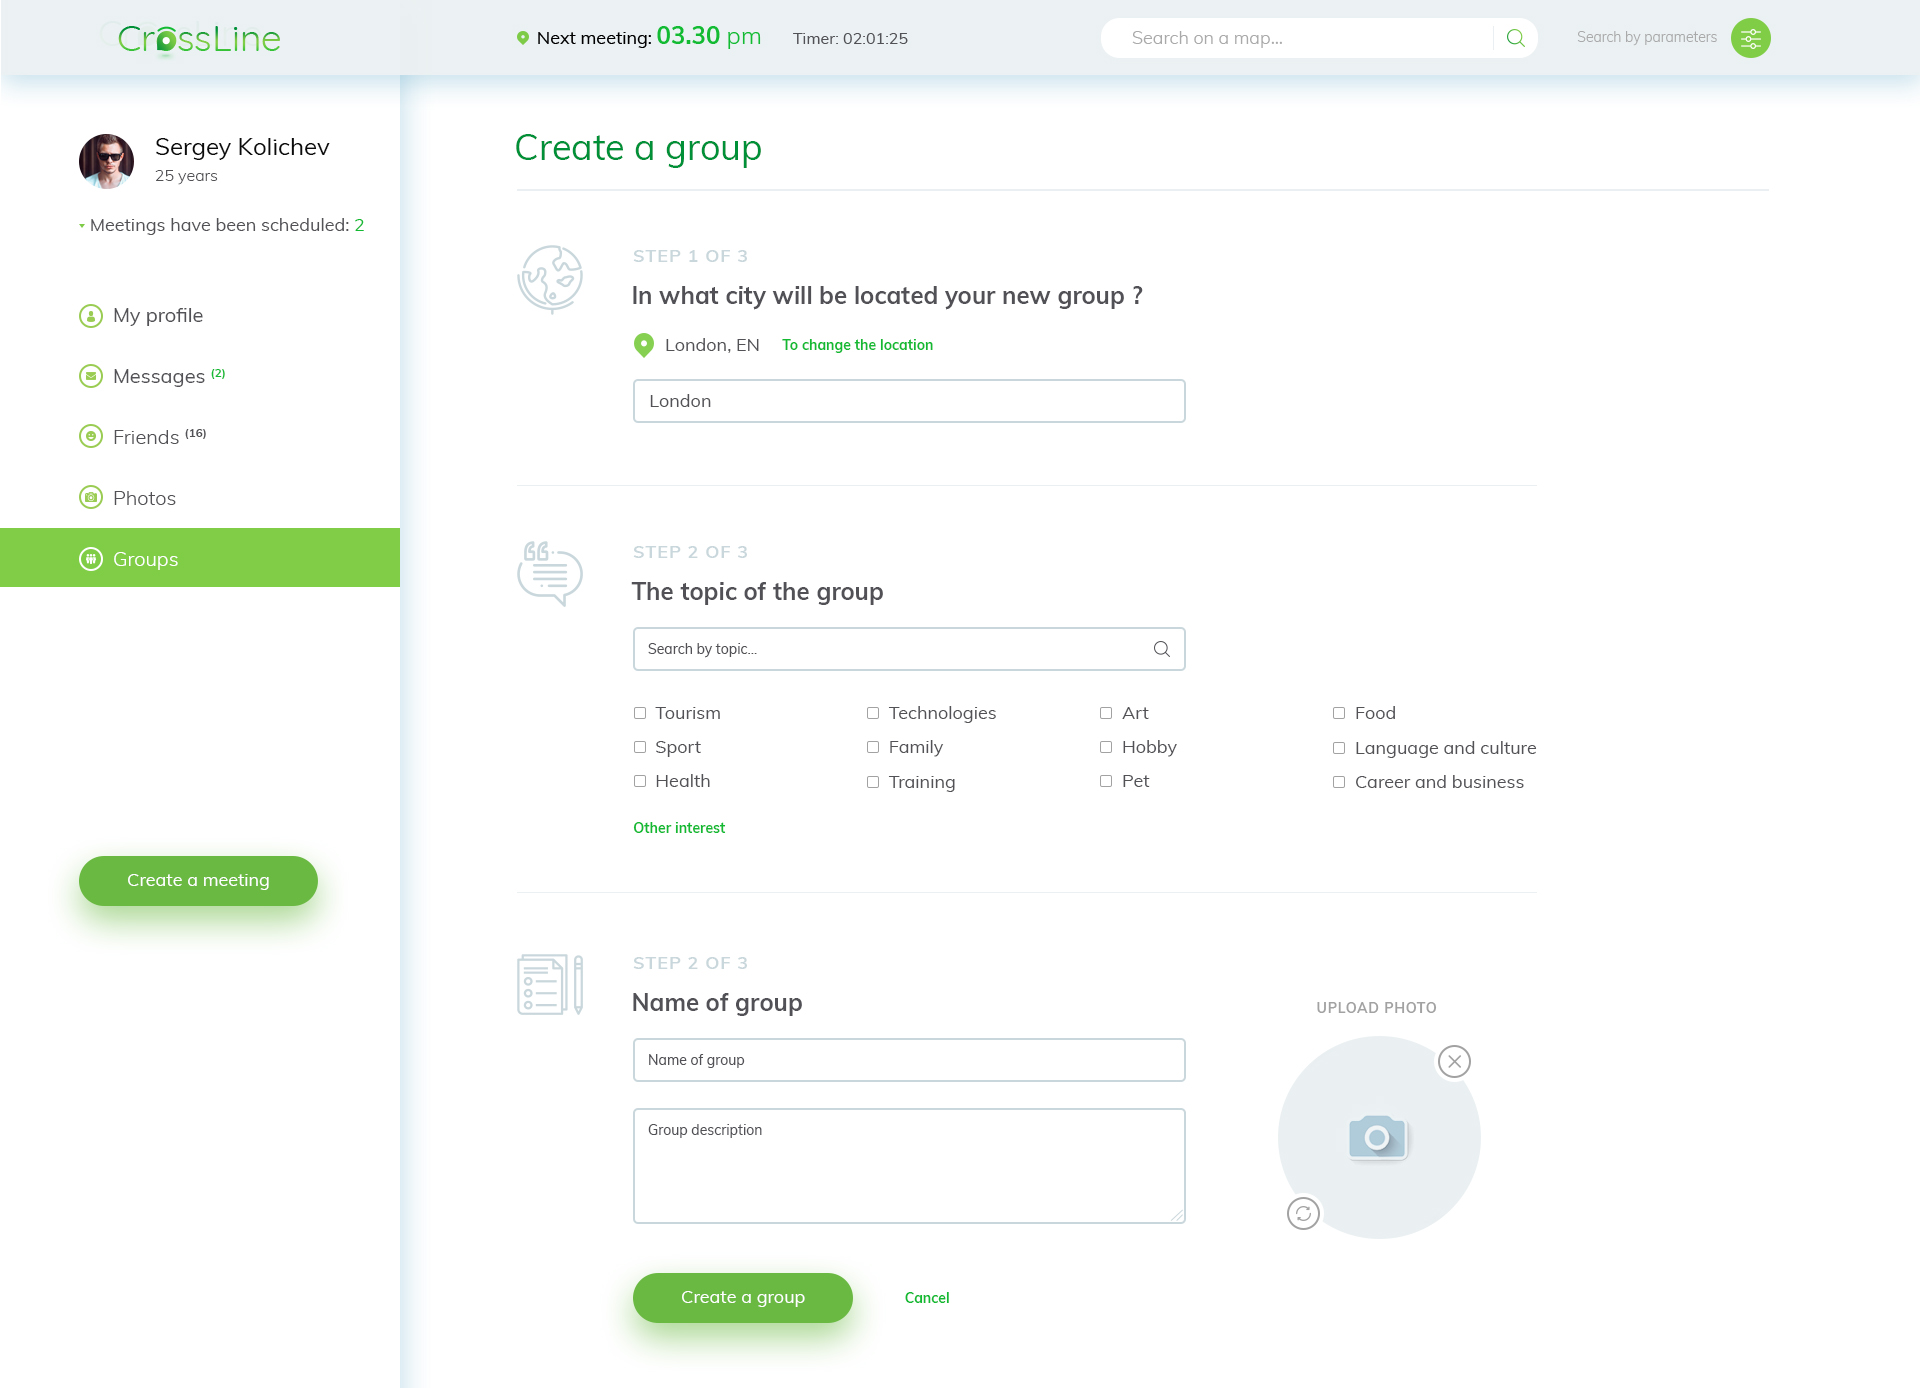 CrossLine
Next meeting: 03.30 pm
Timer: 02:01:25
Search on a map...
Search by parameters
Sergey Kolichev
25 years
Meetings have been scheduled: 2
My profile
Messages (2)
Friends (16)
Photos
Groups
Create a meeting
Create a group
STEP 1 OF 3
In what city will be located your new group ?
London, EN
To change the location
London
STEP 2 OF 3
The topic of the group
Search by topic...
Tourism
Technologies
Art
Food
Sport
Family
Hobby
Language and culture
Health
Training
Pet
Career and business
Other interest
STEP 2 OF 3
Name of group
Name of group
Group description
UPLOAD PHOTO
Create a group
Cancel